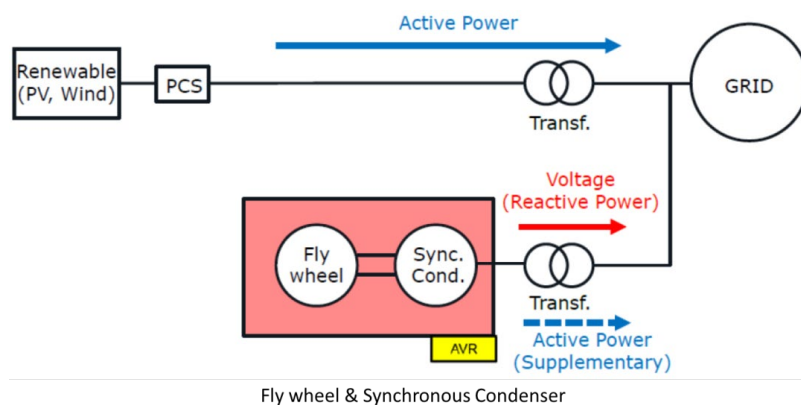 Active Power
Renewable
(PV, Wind)
PCS
GRID
Transf.
Voltage
(Reactive Power)
Fly
wheel
Sync.
Cond.
Transf.
AVR
Active Power
(Supplementary)
Fly wheel & Synchronous Condenser